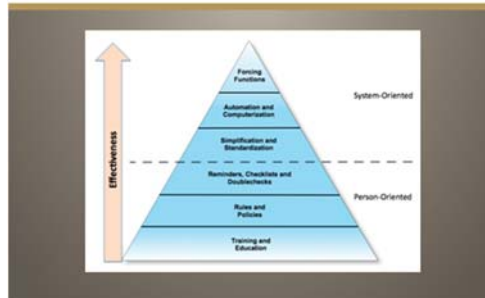 Forcing
Functions
System-Oriented
Automation and
Computerization
Simplification and
Standardization
Effectiveness
Reminders, Checklists and
Doublechecks
Person-Oriented
Rules and
Policies
Training and
Education